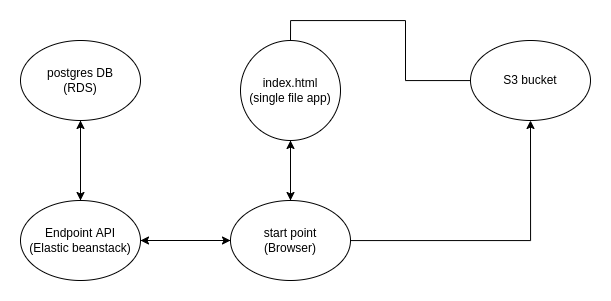 postgres DB
(RDS)
index.html
(single file app)
S3 bucket
Endpoint API
(Elastic beanstack)
start point
(Browser)